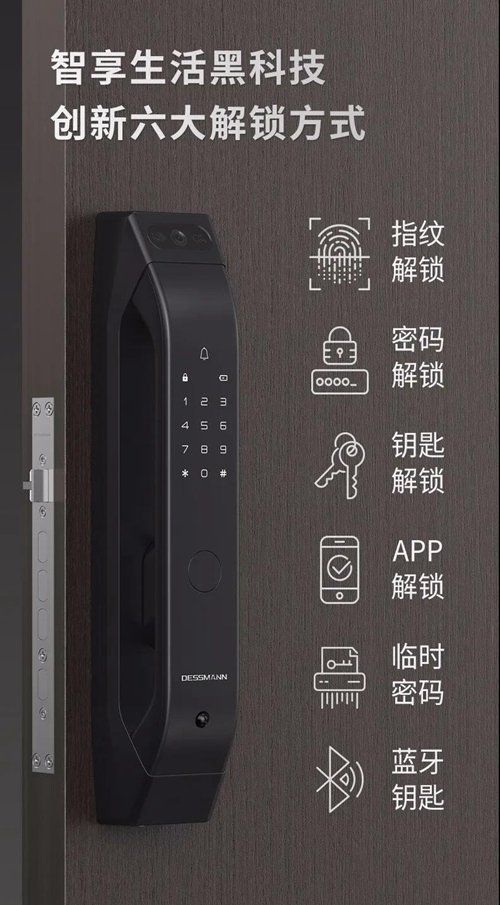 智享生活黑科技
创新六大解锁方式
指纹
解锁
密码
解锁
钥匙
解锁
APP
解锁
临时
密码
蓝牙
钥匙
1 2 3
4 5 6
7 8 9
* 0 #
DESSMANN